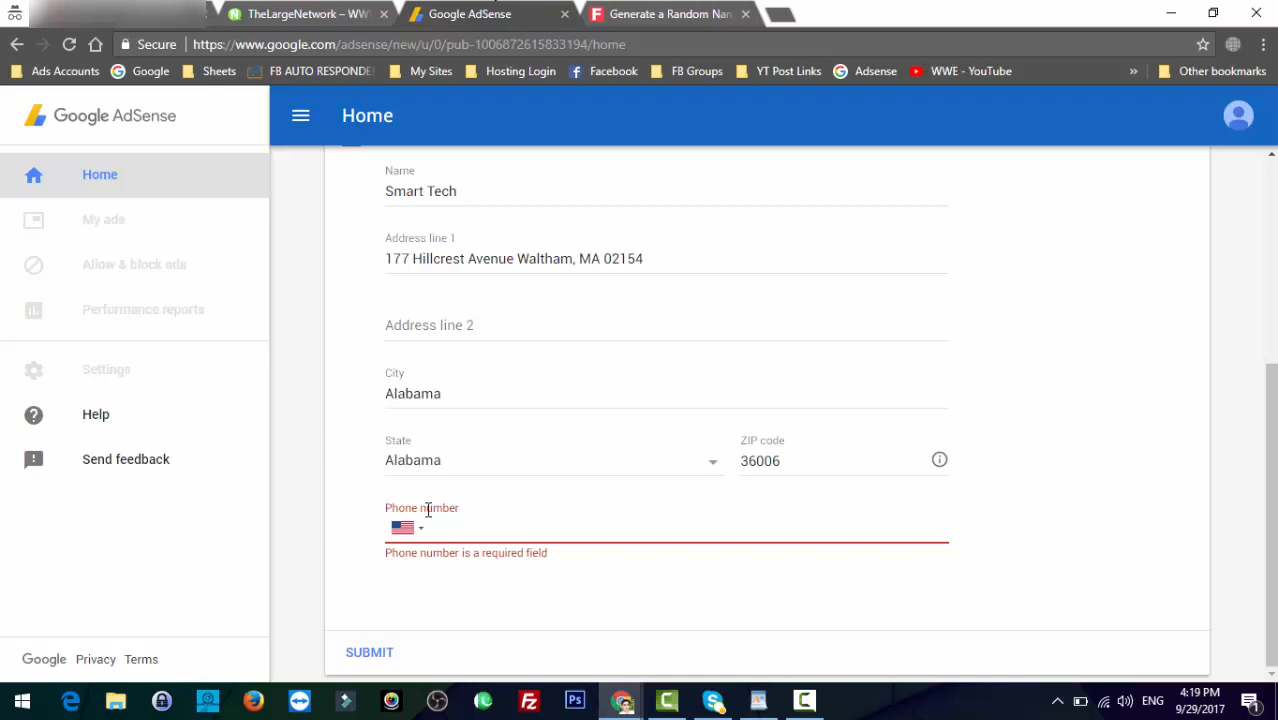 TheLargeNetwork – WW
Google AdSense
Generate a Random Nan
Secure
https://www.google.com/adsense/new/u/0/pub-1006872615833194/home
Ads Accounts
Google
Sheets
FB AUTO RESPONDE
My Sites
Hosting Login
Facebook
FB Groups
YT Post Links
Adsense
WWE - YouTube
»
Other bookmarks
Google AdSense
Home
Home
My ads
Allow & block ads
Performance reports
Settings
Help
Send feedback
Name
Smart Tech
Address line 1
177 Hillcrest Avenue Waltham, MA 02154
Address line 2
City
Alabama
State
ZIP code
Alabama
36006
Phone number
Phone number is a required field
SUBMIT
Google Privacy Terms
ENG
4:19 PM
9/29/2017